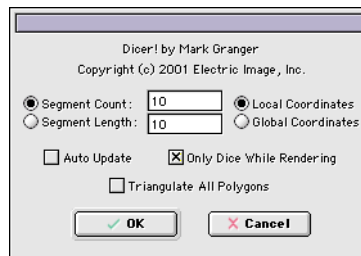 Dicer! by Mark Granger
Copyright (c) 2001 Electric Image, Inc.
Segment Count: 10 Local Coordinates
Segment Length: 10 Global Coordinates
Auto Update Only Dice While Rendering
Triangulate All Polygons
OK Cancel